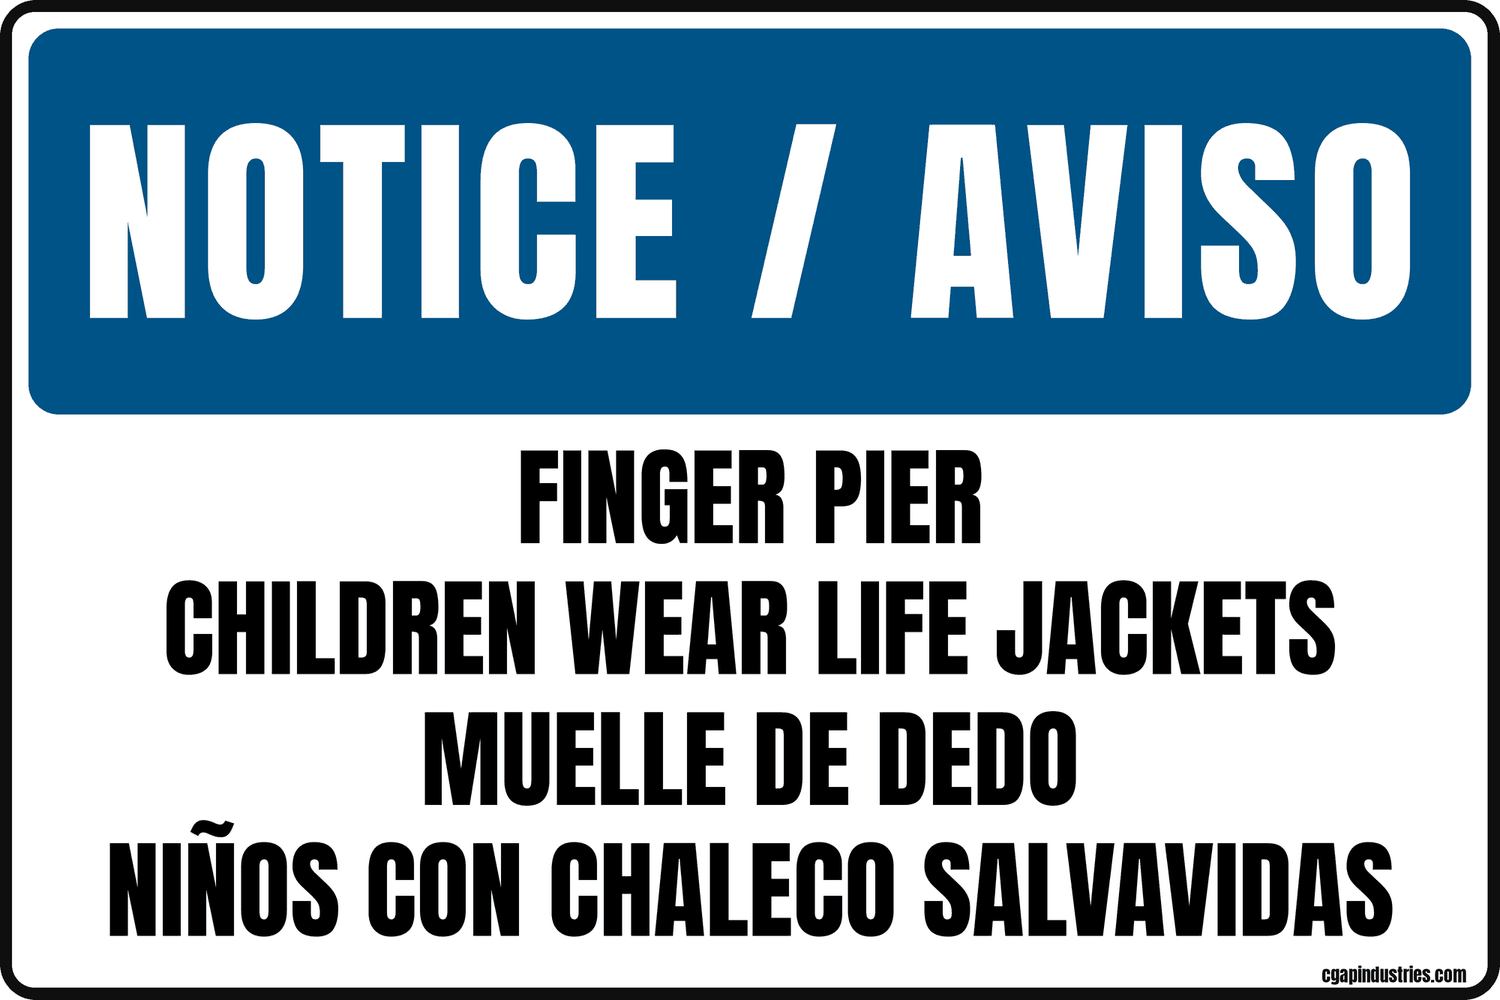 NOTICE / AVISO
FINGER PIER
CHILDREN WEAR LIFE JACKETS
MUELLE DE DEDO
NIÑOS CON CHALECO SALVAVIDAS
cgapindustries.com